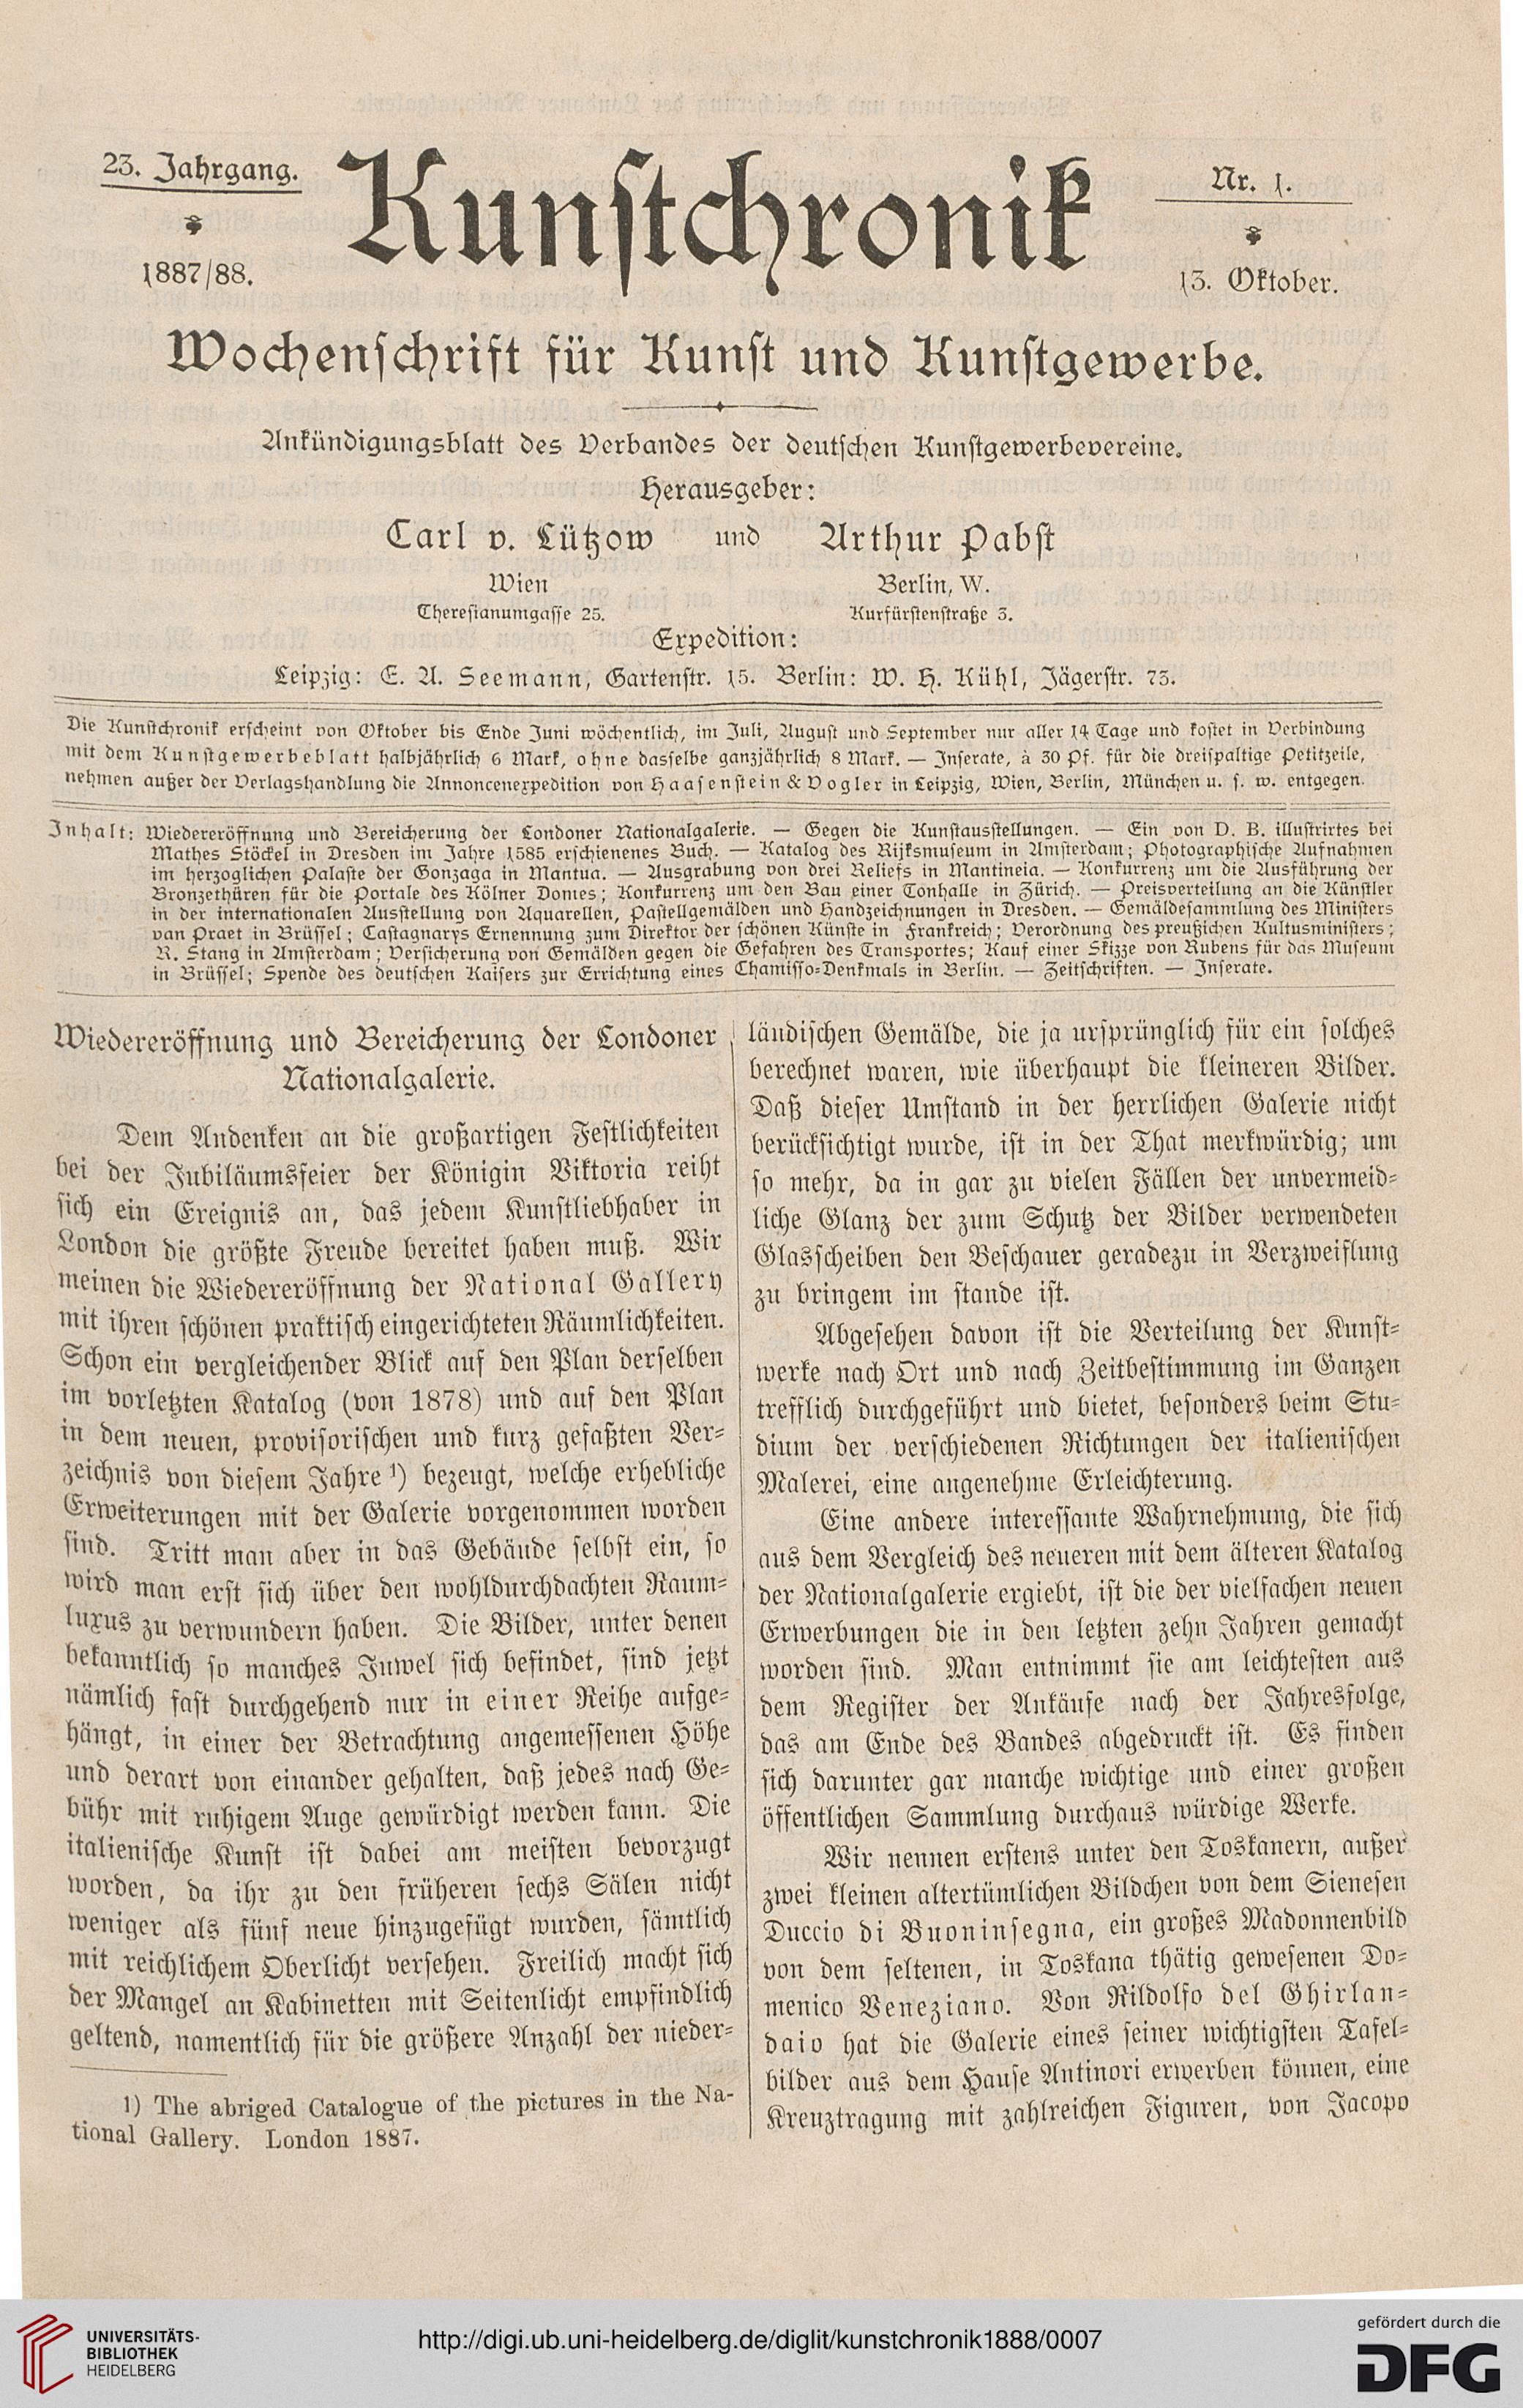 23. Jahrgang.
Kunstchronik
Nr. 1.
1887/88.
13. Oktober.
Wochenschrift für Kunst und Kunstgewerbe.
Ankündigungsblatt des Verbandes der deutschen Kunstgewerbevereine.
Herausgeber:
Carl v. Lützow und Arthur Pabst
Wien Berlin, W.
Theresianumgasse 25. Kurfürstenstraße 3.
Expedition:
Leipzig: E. A. Seemann, Gartenstr. 15. Berlin: W. H. Kühl, Jägerstr. 73.
Die Kunstchronik erscheint von Oktober bis Ende Juni wöchentlich, im Juli, August und September nur aller 14 Tage und kostet in Verbindung
mit dem Kunstgewerbeblatt halbjährlich 6 Mark, ohne dasselbe ganzjährlich 8 Mark. — Inserate, à 30 Pf. für die dreispaltige Petitzeile,
nehmen außer der Verlagshandlung die Annoncenexpedition von Haasenstein & Vogler in Leipzig, Wien, Berlin, München u. s. w. entgegen.
Inhalt: Wiedereröffnung und Bereicherung der Londoner Nationalgalerie. — Gegen die Kunstausstellungen. — Ein von D. B. illustrirtes bei
Mathes Stöckel in Dresden im Jahre 1585 erschienenes Buch. — Katalog des Rijksmuseum in Amsterdam; Photographische Aufnahmen
im herzoglichen Palaste der Gonzaga in Mantua. — Ausgrabung von drei Reliefs in Mantineia. — Konkurrenz um die Ausführung der
Bronzethüren für die Portale des Kölner Domes; Konkurrenz um den Bau einer Tonhalle in Zürich. — Preisverteilung an die Künstler
in der internationalen Ausstellung von Aquarellen, Pastellgemälden und Handzeichnungen in Dresden. — Gemäldesammlung des Ministers
van Praet in Brüssel; Castagnarys Ernennung zum Direktor der schönen Künste in Frankreich; Verordnung des preußichen Kultusministers;
R. Stang in Amsterdam; Versicherung von Gemälden gegen die Gefahren des Transportes; Kauf einer Skizze von Rubens für das Museum
in Brüssel; Spende des deutschen Kaisers zur Errichtung eines Chamisso-Denkmals in Berlin. — Zeitschriften. — Inserate.
Wiedereröffnung und Bereicherung der Londoner
Nationalgalerie.
Dem Andenken an die großartigen Festlichkeiten
bei der Jubiläumsfeier der Königin Viktoria reiht
sich ein Ereignis an, das jedem Kunstliebhaber in
London die größte Freude bereitet haben muß. Wir
meinen die Wiedereröffnung der National Gallery
mit ihren schönen praktisch eingerichteten Räumlichkeiten.
Schon ein vergleichender Blick auf den Plan derselben
im vorletzten Katalog (von 1878) und auf den Plan
in dem neuen, provisorischen und kurz gefaßten Ver-
zeichnis von diesem Jahre 1) bezeugt, welche erhebliche
Erweiterungen mit der Galerie vorgenommen worden
sind. Tritt man aber in das Gebäude selbst ein, so
wird man erst sich über den wohldurchdachten Raum-
luxus zu verwundern haben. Die Bilder, unter denen
bekanntlich so manches Juwel sich befindet, sind jetzt
nämlich fast durchgehend nur in einer Reihe aufge-
hängt, in einer der Betrachtung angemessenen Höhe
und derart von einander gehalten, daß jedes nach Ge-
bühr mit ruhigem Auge gewürdigt werden kann. Die
italienische Kunst ist dabei am meisten bevorzugt
worden, da ihr zu den früheren sechs Sälen nicht
weniger als fünf neue hinzugefügt wurden, sämtlich
mit reichlichem Oberlicht versehen. Freilich macht sich
der Mangel an Kabinetten mit Seitenlicht empfindlich
geltend, namentlich für die größere Anzahl der nieder-
1) The abriged Catalogue of the pictures in the Na-
tional Gallery. London 1887.
ländischen Gemälde, die ja ursprünglich für ein solches
berechnet waren, wie überhaupt die kleineren Bilder.
Daß dieser Umstand in der herrlichen Galerie nicht
berücksichtigt wurde, ist in der That merkwürdig; um
so mehr, da in gar zu vielen Fällen der unvermeid-
liche Glanz der zum Schutz der Bilder verwendeten
Glasscheiben den Beschauer geradezu in Verzweiflung
zu bringem im stande ist.
Abgesehen davon ist die Verteilung der Kunst-
werke nach Ort und nach Zeitbestimmung im Ganzen
trefflich durchgeführt und bietet, besonders beim Stu-
dium der verschiedenen Richtungen der italienischen
Malerei, eine angenehme Erleichterung.
Eine andere interessante Wahrnehmung, die sich
aus dem Vergleich des neueren mit dem älteren Katalog
der Nationalgalerie ergiebt, ist die der vielfachen neuen
Erwerbungen die in den letzten zehn Jahren gemacht
worden sind. Man entnimmt sie am leichtesten aus
dem Register der Ankäufe nach der Jahresfolge,
das am Ende des Bandes abgedruckt ist. Es finden
sich darunter gar manche wichtige und einer großen
öffentlichen Sammlung durchaus würdige Werke.
Wir nennen erstens unter den Toskanern, außer
zwei kleinen altertümlichen Bildchen von dem Sienesen
Duccio di Buoninsegna, ein großes Madonnenbild
von dem seltenen, in Toskana thätig gewesenen Do-
menico Veneziano. Von Rildolfo del Ghirlan-
daio hat die Galerie eines seiner wichtigsten Tafel-
bilder aus dem Hause Antinori erwerben können, eine
Kreuztragung mit zahlreichen Figuren, von Jacopo
UNIVERSITÄTS-
BIBLIOTHEK
HEIDELBERG
http://digi.ub.uni-heidelberg.de/diglit/kunstchronik1888/0007
gefördert durch die
DFG